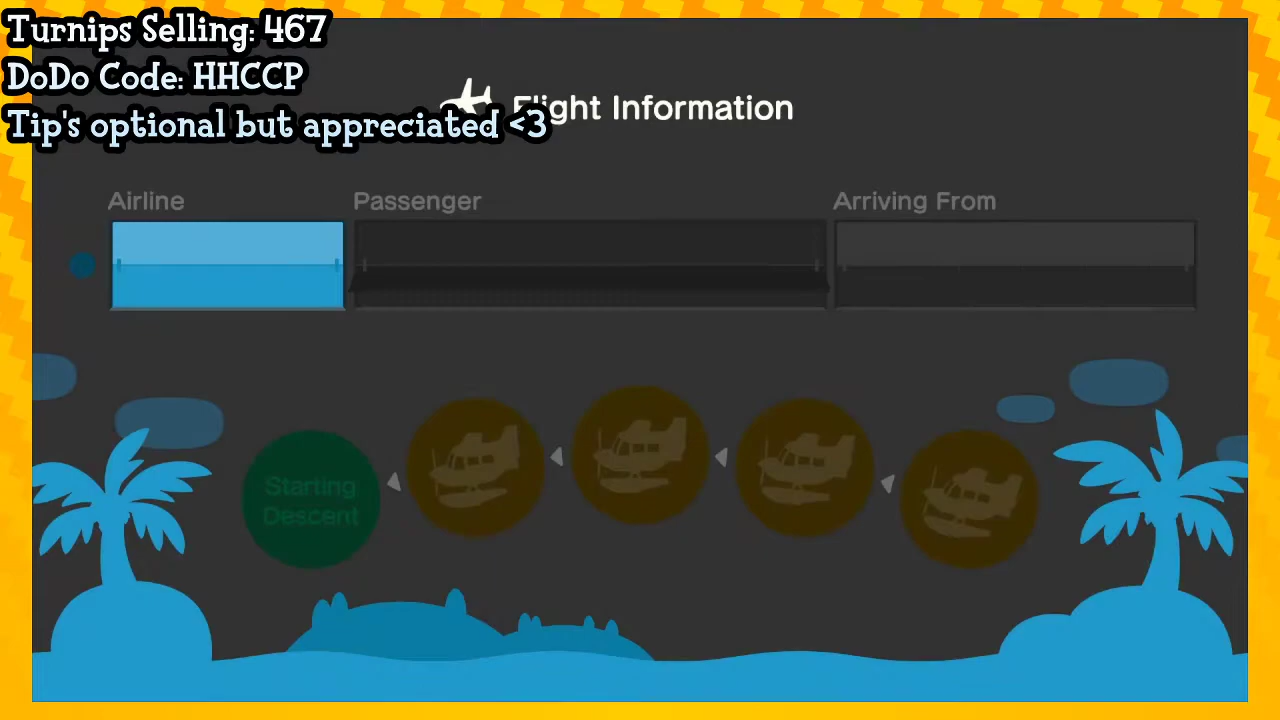 Turnips Selling: 467
DoDo Code: HHCCP
Tip's optional but appreciated <3
Flight Information
Airline
Passenger
Arriving From
Starting
Descent